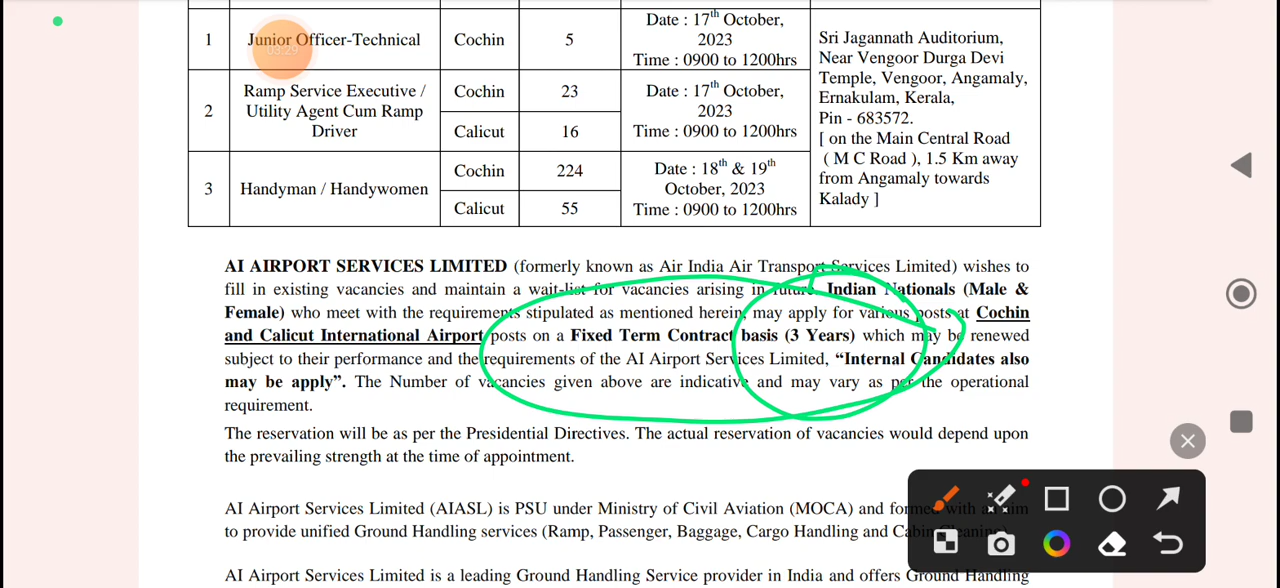 1 Junior Officer-Technical Cochin 5 Date : 17th October, 2023 Time : 0900 to 1200hrs
03:29
2 Ramp Service Executive / Utility Agent Cum Ramp Driver Cochin 23 Date : 17th October, 2023 Time : 0900 to 1200hrs
Calicut 16
3 Handyman / Handywomen Cochin 224 Date : 18th & 19th October, 2023 Time : 0900 to 1200hrs
Calicut 55
Sri Jagannath Auditorium,
Near Vengoor Durga Devi
Temple, Vengoor, Angamaly,
Ernakulam, Kerala,
Pin - 683572.
[ on the Main Central Road
( M C Road ), 1.5 Km away
from Angamaly towards
Kalady ]
AI AIRPORT SERVICES LIMITED (formerly known as Air India Air Transport Services Limited) wishes to
fill in existing vacancies and maintain a wait-list for vacancies arising in future. Indian Nationals (Male &
Female) who meet with the requirements stipulated as mentioned herein, may apply for various posts at Cochin
and Calicut International Airport posts on a Fixed Term Contract basis (3 Years) which may be renewed
subject to their performance and the requirements of the AI Airport Services Limited, “Internal Candidates also
may be apply”. The Number of vacancies given above are indicative and may vary as per the operational
requirement.
The reservation will be as per the Presidential Directives. The actual reservation of vacancies would depend upon
the prevailing strength at the time of appointment.
AI Airport Services Limited (AIASL) is PSU under Ministry of Civil Aviation (MOCA) and formed with an aim
to provide unified Ground Handling services (Ramp, Passenger, Baggage, Cargo Handling and Cabin Cleaning).
AI Airport Services Limited is a leading Ground Handling Service provider in India and offers Ground Handling